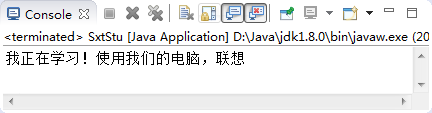 Console
<terminated> SxtStu [Java Application] D:\Java\jdk1.8.0\bin\javaw.exe (20
我正在学习！使用我们的电脑，联想